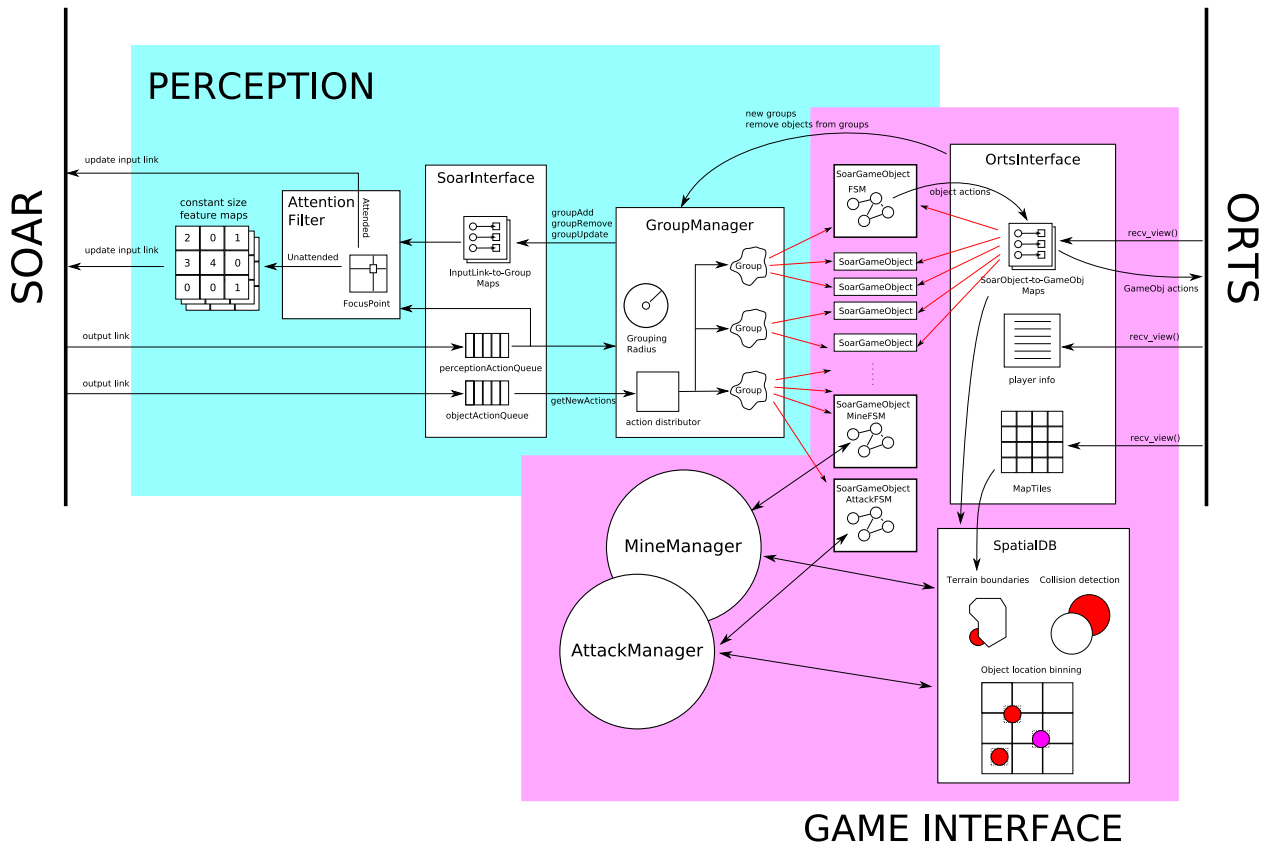 PERCEPTION
SOAR
ORTS
update input link
update input link
output link
output link
constant size
feature maps
2 0 1
3 4 0
0 0 1
Attention
Filter
Attended
Unattended
FocusPoint
SoarInterface
InputLink-to-Group
Maps
perceptionActionQueue
objectActionQueue
groupAdd
groupRemove
groupUpdate
getNewActions
GroupManager
Grouping
Radius
action distributor
Group
Group
Group
new groups
remove objects from groups
SoarGameObject
FSM
SoarGameObject
SoarGameObject
SoarGameObject
SoarGameObject
SoarGameObject
MineFSM
SoarGameObject
AttackFSM
object actions
OrtsInterface
SoarObject-to-GameObj
Maps
player info
MapTiles
recv_view()
GameObj actions
recv_view()
recv_view()
MineManager
AttackManager
SpatialDB
Terrain boundaries
Collision detection
Object location binning
GAME INTERFACE